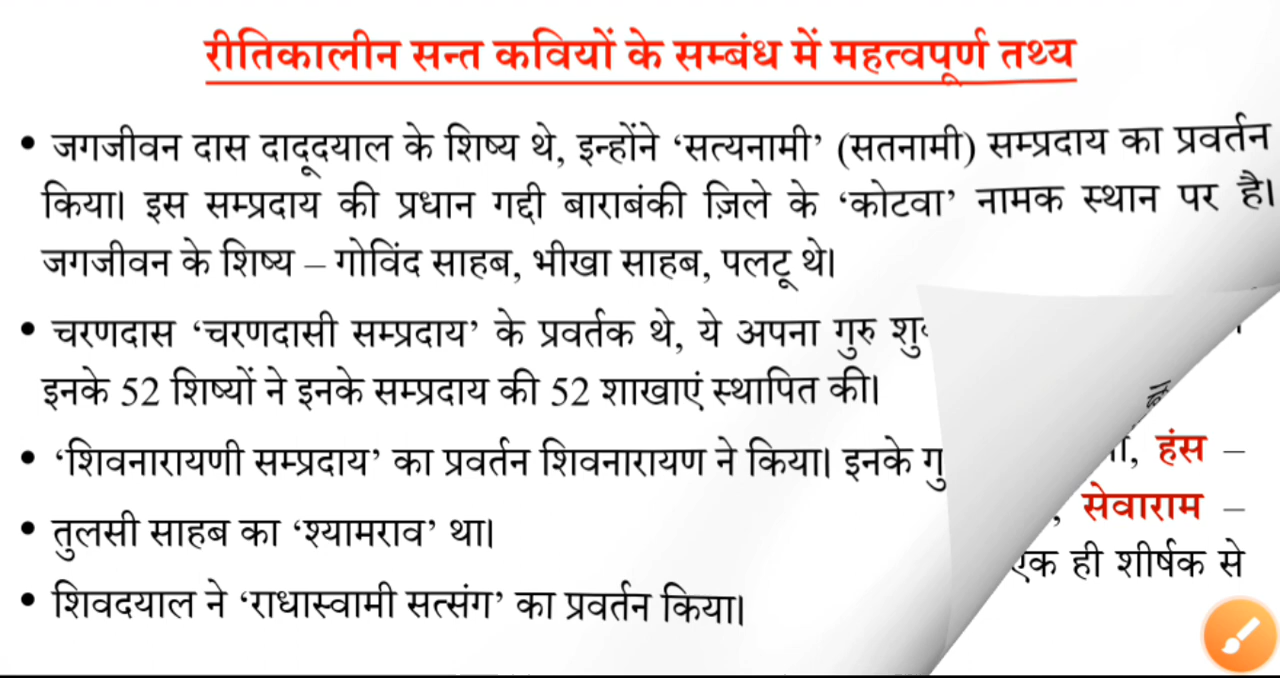 रीतिकालीन सन्त कवियों के सम्बंध में महत्वपूर्ण तथ्य
• जगजीवन दास दादूदयाल के शिष्य थे, इन्होंने ‘सत्यनामी’ (सतनामी) सम्प्रदाय का प्रवर्तन
किया। इस सम्प्रदाय की प्रधान गद्दी बाराबंकी ज़िले के ‘कोटवा’ नामक स्थान पर है।
जगजीवन के शिष्य – गोविंद साहब, भीखा साहब, पलटू थे।
• चरणदास ‘चरणदासी सम्प्रदाय’ के प्रवर्तक थे, ये अपना गुरु
इनके 52 शिष्यों ने इनके सम्प्रदाय की 52 शाखाएं स्थापित की।
• ‘शिवनारायणी सम्प्रदाय’ का प्रवर्तन शिवनारायण ने किया। इनके
हंस –
सेवाराम –
• तुलसी साहब का ‘श्यामराव’ था।
एक ही शीर्षक से
• शिवदयाल ने ‘राधास्वामी सत्संग’ का प्रवर्तन किया।